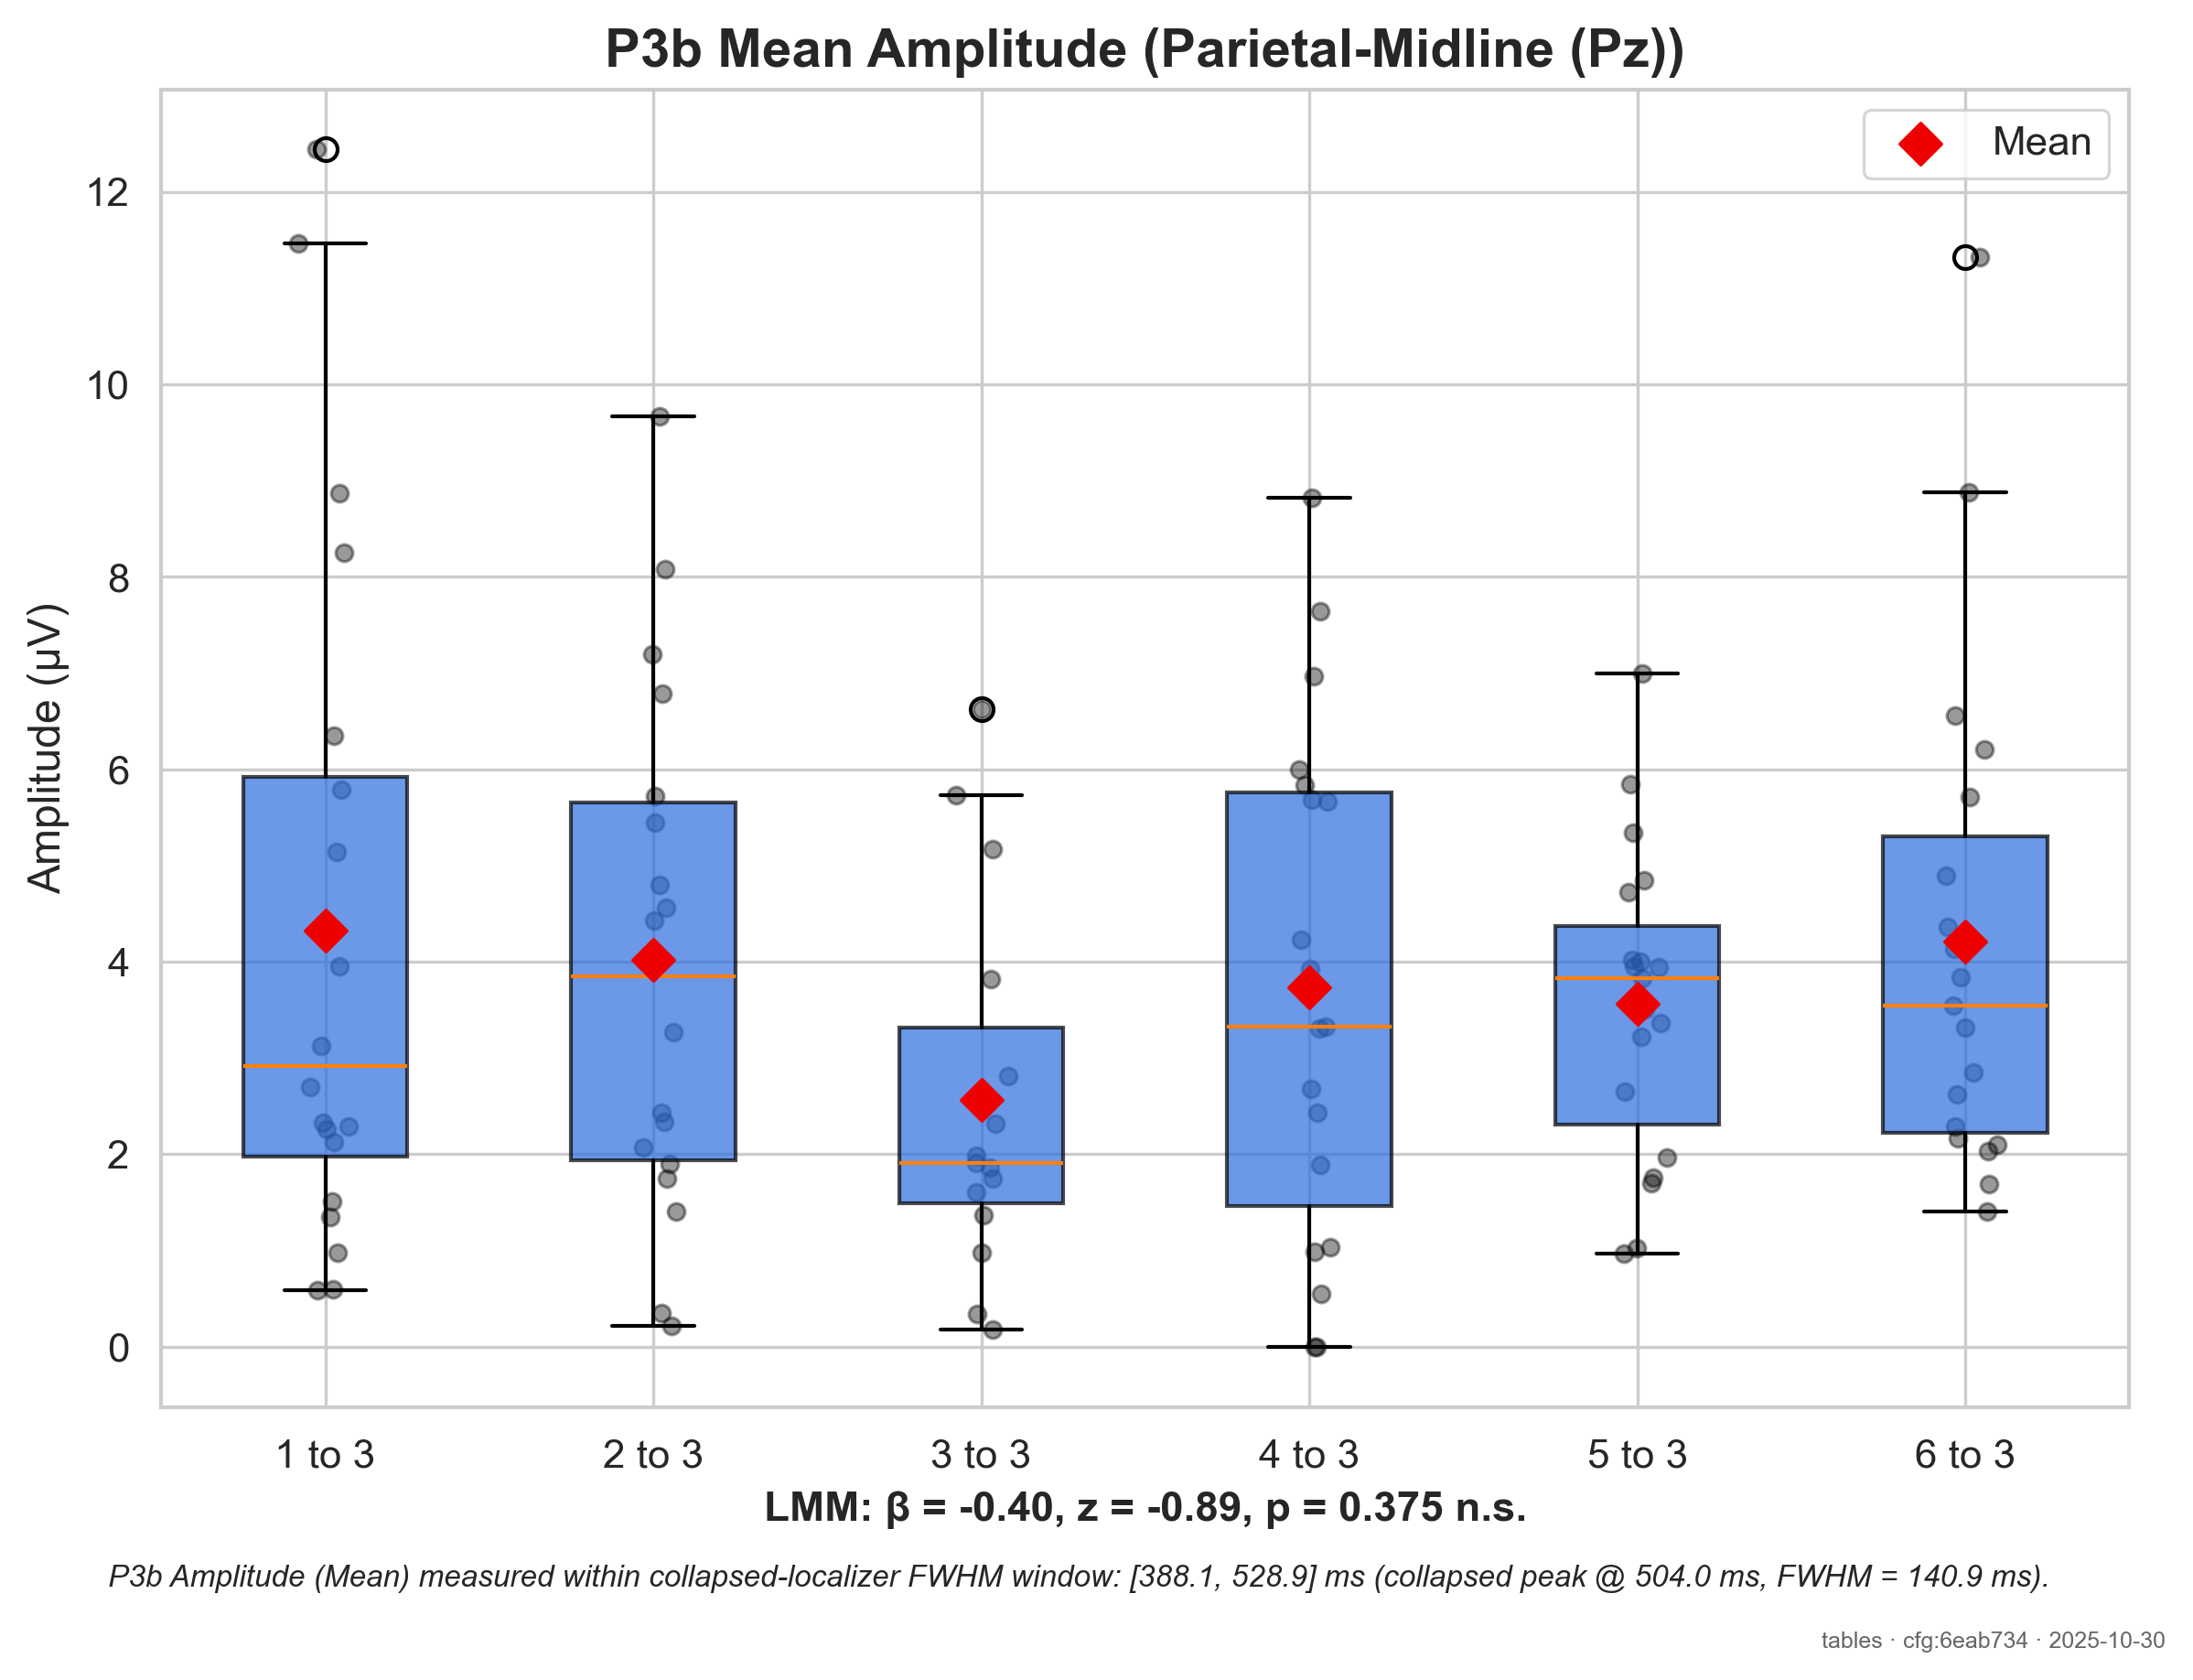 P3b Mean Amplitude (Parietal-Midline (Pz))
Mean
Amplitude (µV)
12
10
8
6
4
2
0
1 to 3
2 to 3
3 to 3
4 to 3
5 to 3
6 to 3
LMM: β = -0.40, z = -0.89, p = 0.375 n.s.
P3b Amplitude (Mean) measured within collapsed-localizer FWHM window: [388.1, 528.9] ms (collapsed peak @ 504.0 ms, FWHM = 140.9 ms).
tables · cfg:6eab734 · 2025-10-30